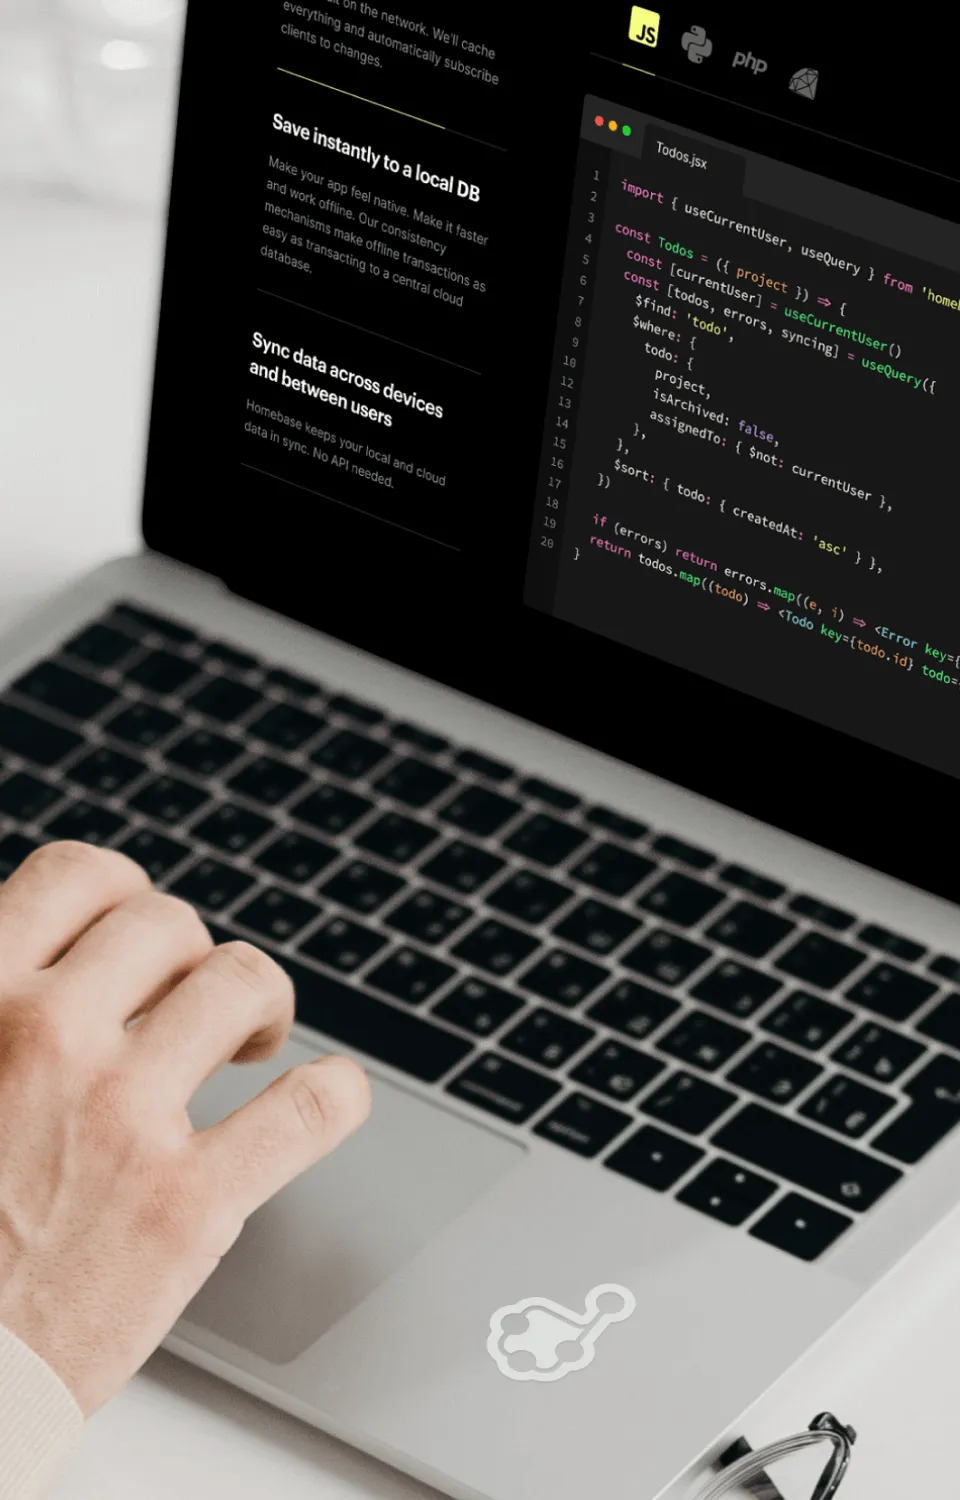 on the network. We'll cache
everything and automatically subscribe
clients to changes.
Save instantly to a local DB
Make your app feel native. Make it faster
and work offline. Our consistency
mechanisms make offline transactions as
easy as transacting to a central cloud
database.
Sync data across devices
and between users
Homebase keeps your local and cloud
data in sync. No API needed.
JS
php
Todos.jsx
1
2
3
4
5
6
7
8
9
10
12
13
14
15
16
17
18
19
20
import { useCurrentUser, useQuery } from 'homeb
const Todos = ({ project }) => {
const [currentUser] = useCurrentUser()
const [todos, errors, syncing] = useQuery({
$find: 'todo',
$where: {
todo: {
project,
isArchived: false,
assignedTo: { $not: currentUser },
},
},
$sort: { todo: { createdAt: 'asc' } },
})
if (errors) return errors.map((e, i) => <Error key={
return todos.map((todo) => <Todo key={todo.id} todo=
}
command
option